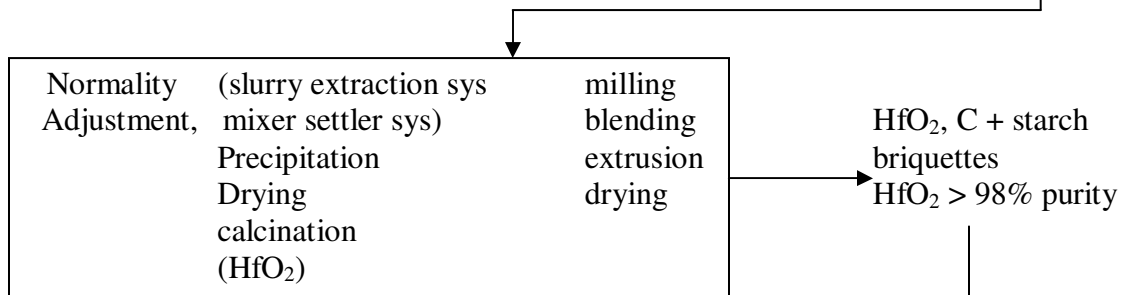 Normality (slurry extraction sys milling
Adjustment, mixer settler sys) blending
Precipitation extrusion
Drying drying
calcination
(HfO₂)
HfO₂, C + starch
briquettes
HfO₂ > 98% purity